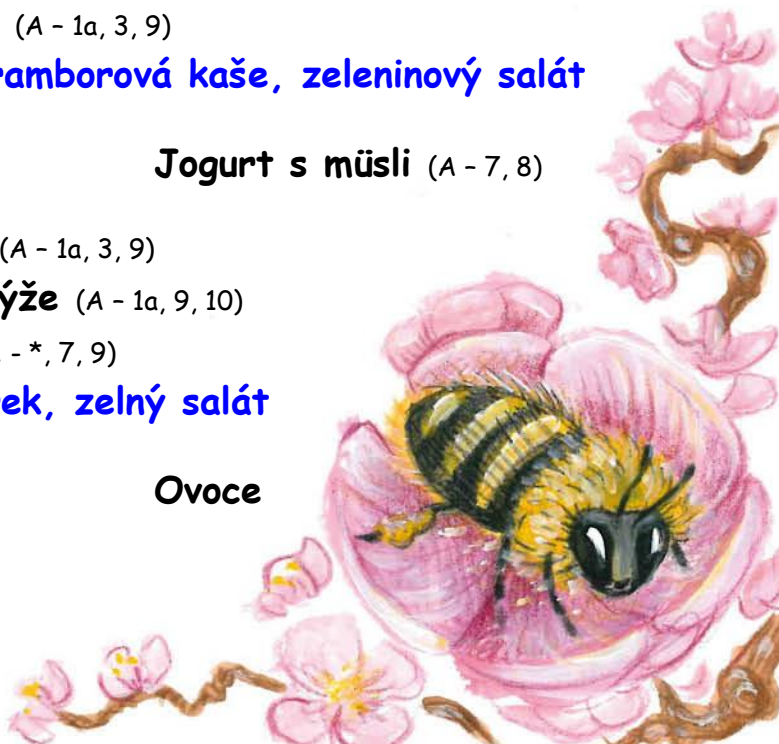 (A – 1a, 3, 9)
ramborová kaše, zeleninový salát
Jogurt s müsli (A – 7, 8)
(A – 1a, 3, 9)
ýže (A – 1a, 9, 10)
- *, 7, 9)
ek, zelný salát
Ovoce